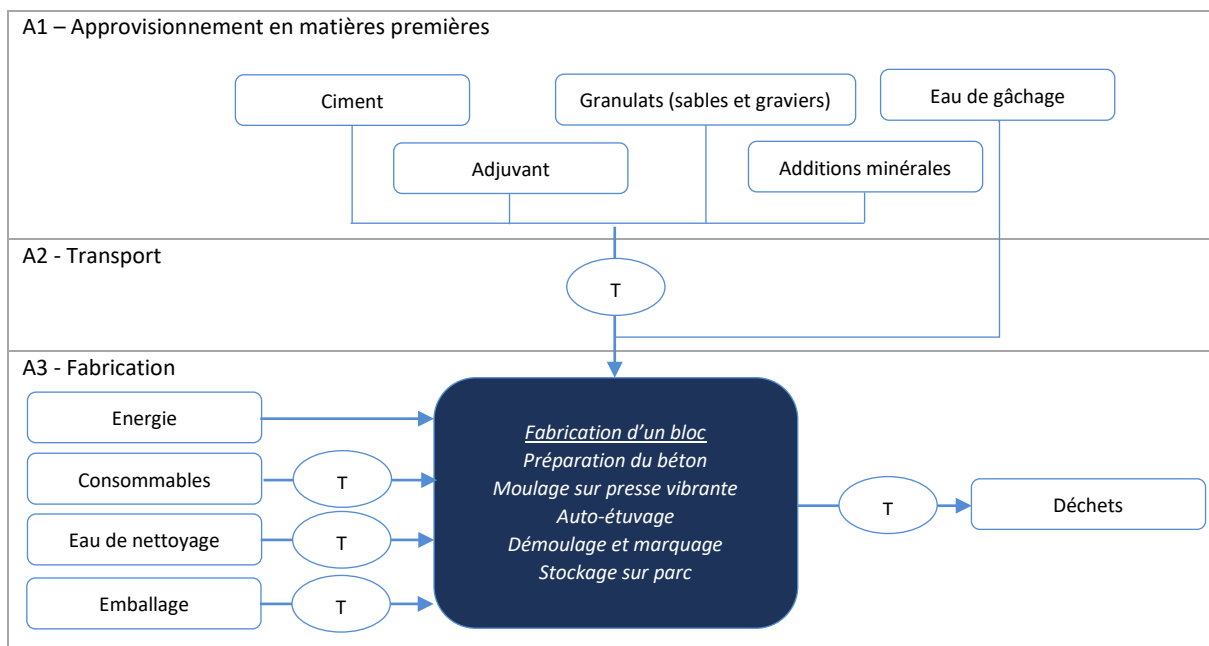 A1 – Approvisionnement en matières premières
Ciment
Granulats (sables et graviers)
Eau de gâchage
Adjuvant
Additions minérales
A2 - Transport
T
A3 - Fabrication
Energie
Consommables
T
Eau de nettoyage
T
Emballage
T
Fabrication d'un bloc
Préparation du béton
Moulage sur presse vibrante
Auto-étuvage
Démoulage et marquage
Stockage sur parc
T
Déchets